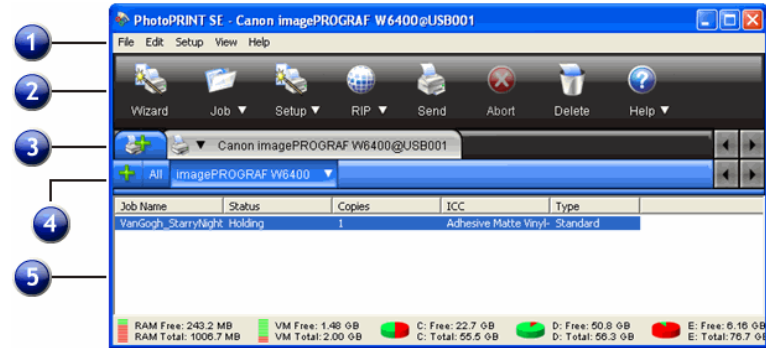 PhotoPRINT SE - Canon imagePROGRAF W6400@USB001
1
File Edit Setup View Help
2
Wizard Job Setup RIP Send Abort Delete Help
3
Canon imagePROGRAF W6400@USB001
4
All imagePROGRAF W6400
Job Name Status Copies ICC Type
VanGogh_StarryNight Holding 1 Adhesive Matte Vinyl- Standard
5
RAM Free: 243.2 MB VM Free: 1.48 GB C: Free: 22.7 GB D: Free: 50.8 GB E: Free: 6.16 GB
RAM Total: 1006.7 MB VM Total: 2.00 GB C: Total: 55.5 GB D: Total: 56.3 GB E: Total: 76.7 GB